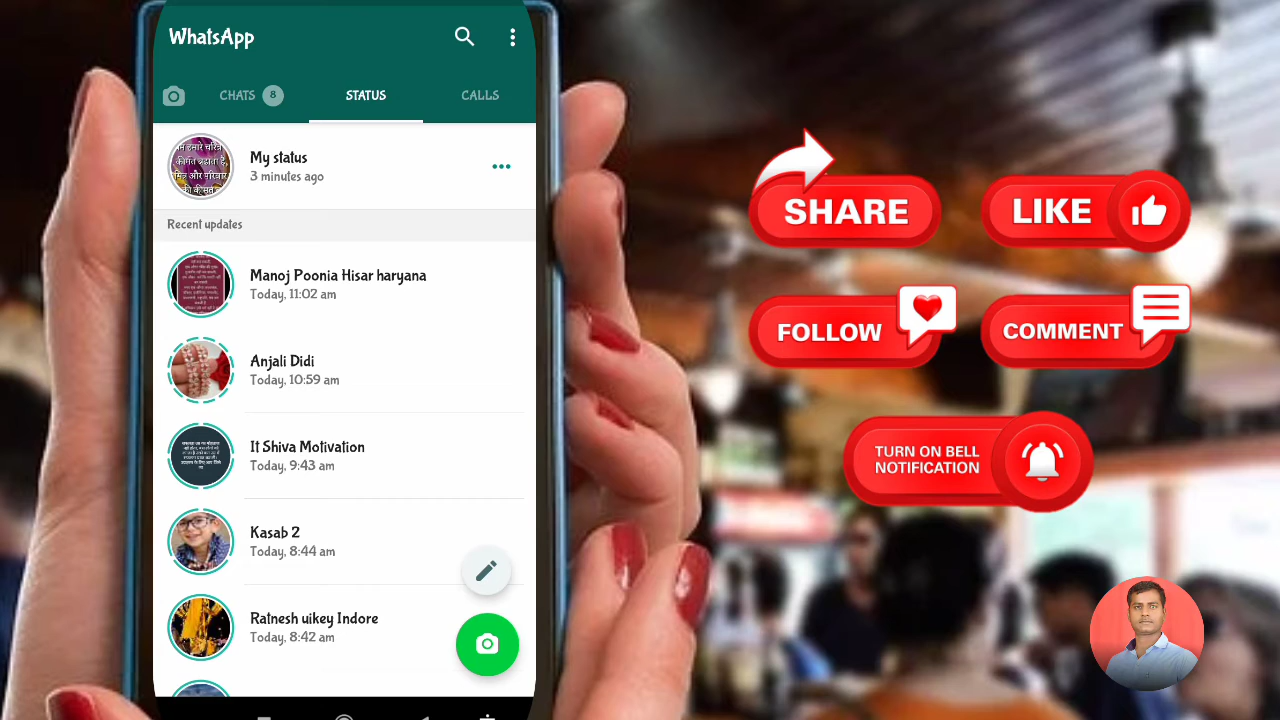 WhatsApp
CHATS 8
STATUS
CALLS
My status
3 minutes ago
Recent updates
Manoj Poonia Hisar haryana
Today, 11:02 am
Anjali Didi
Today, 10:59 am
It Shiva Motivation
Today, 9:43 am
Kasab 2
Today, 8:44 am
Ratnesh uikey Indore
Today, 8:42 am
SHARE
LIKE
FOLLOW
COMMENT
TURN ON BELL
NOTIFICATION